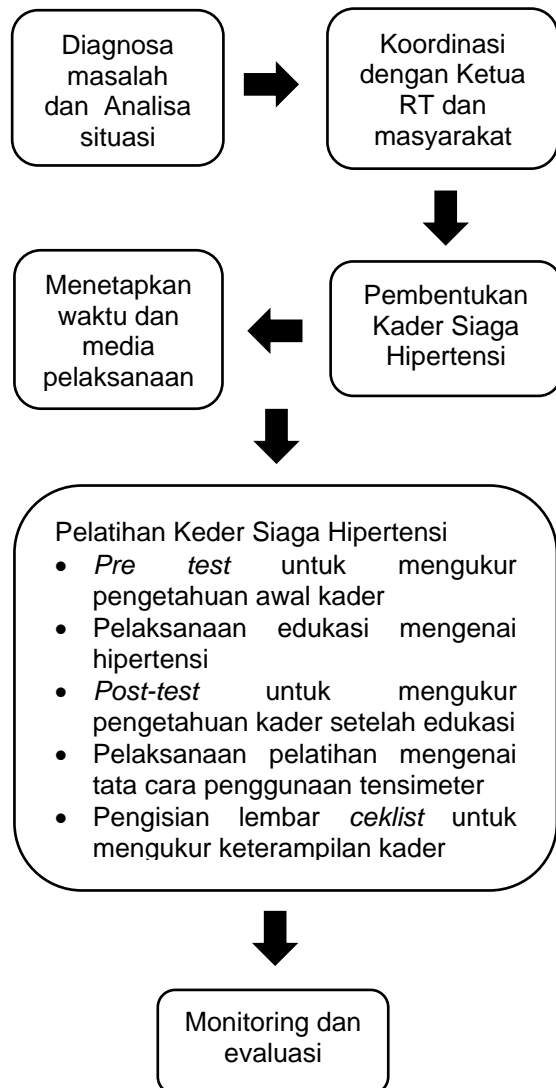 Diagnosa
masalah
dan Analisa
situasi
Koordinasi
dengan Ketua
RT dan
masyarakat
Pembentukan
Kader Siaga
Hipertensi
Menetapkan
waktu dan
media
pelaksanaan
Pelatihan Keder Siaga Hipertensi
• Pre test untuk mengukur
pengetahuan awal kader
• Pelaksanaan edukasi mengenai
hipertensi
• Post-test untuk mengukur
pengetahuan kader setelah edukasi
• Pelaksanaan pelatihan mengenai
tata cara penggunaan tensimeter
• Pengisian lembar ceklist untuk
mengukur keterampilan kader
Monitoring dan
evaluasi